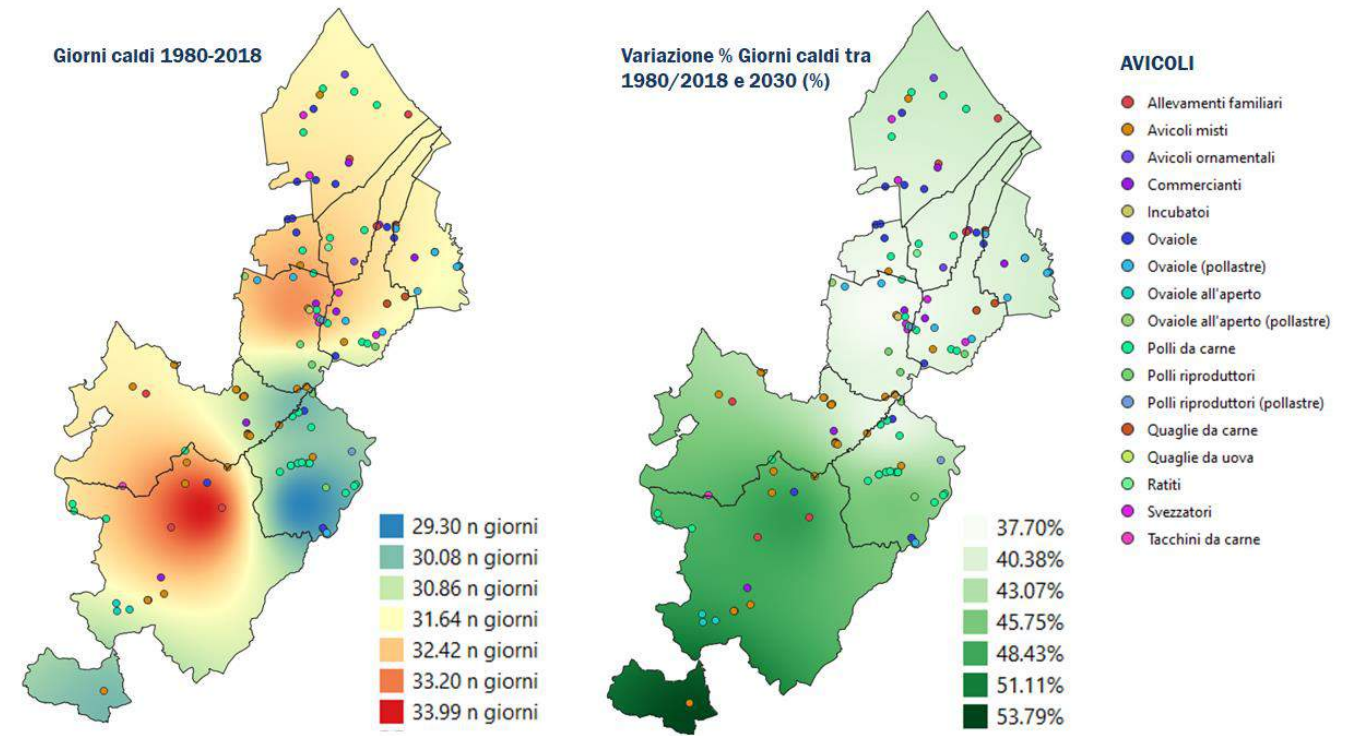 Giorni caldi 1980-2018
Variazione % Giorni caldi tra
1980/2018 e 2030 (%)
AVICOLI
Allevamenti familiari
Avicoli misti
Avicoli ornamentali
Commercianti
Incubatoi
Ovaiole
Ovaiole (pollastre)
Ovaiole all'aperto
Ovaiole all'aperto (pollastre)
Polli da carne
Polli riproduttori
Polli riproduttori (pollastre)
Quaglie da carne
Quaglie da uova
Ratiti
Svezzatori
Tacchini da carne
29.30 n giorni
30.08 n giorni
30.86 n giorni
31.64 n giorni
32.42 n giorni
33.20 n giorni
33.99 n giorni
37.70%
40.38%
43.07%
45.75%
48.43%
51.11%
53.79%